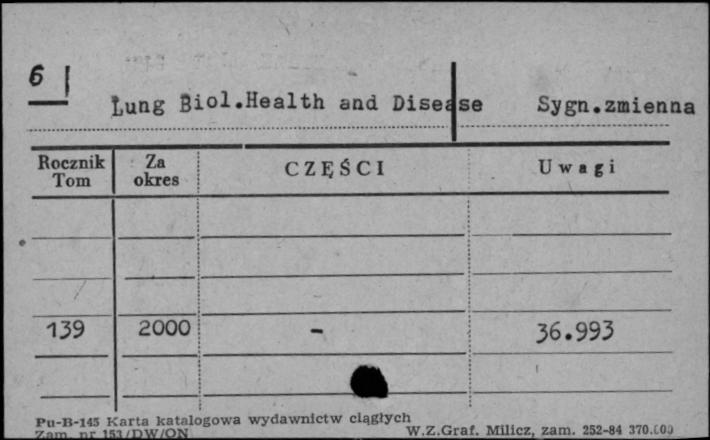 6
Lung Biol.Health and Disease Sygn.zmienna
Rocznik Tom Za okres CZĘŚCI Uwagi
139 2000 - 36.993
Pu-B-145 Karta katalogowa wydawnictw ciągłych
Zam. nr 153/DW/ON W.Z.Graf. Milicz, zam. 252-84 370.000